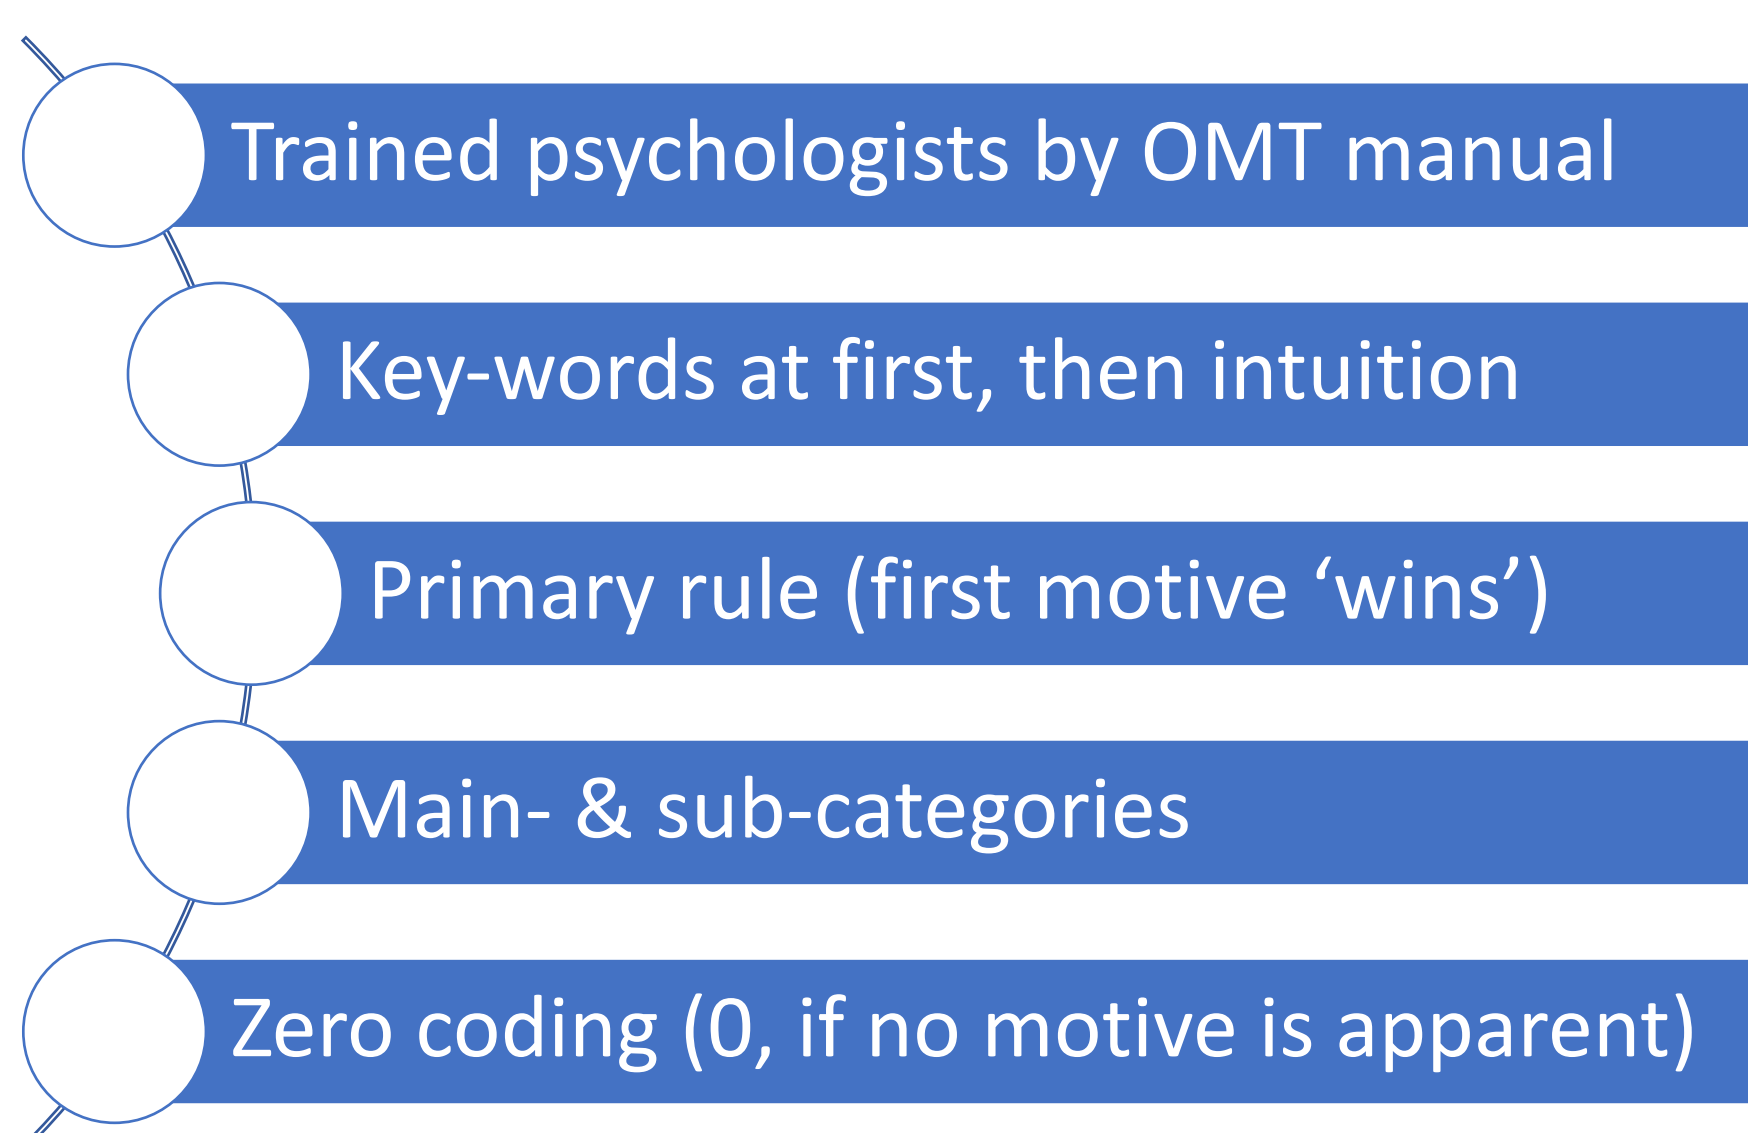 Trained psychologists by OMT manual
Key-words at first, then intuition
Primary rule (first motive ‘wins’)
Main- & sub-categories
Zero coding (0, if no motive is apparent)